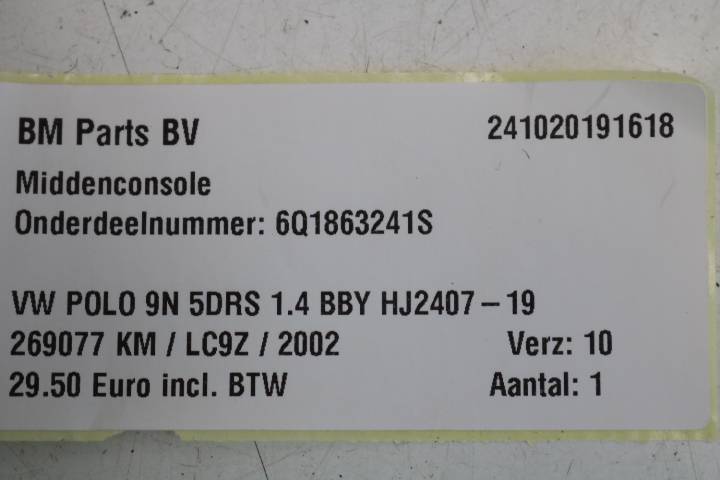 BM Parts BV 241020191618
Middenconsole
Onderdeelnummer: 6Q1863241S
VW POLO 9N 5DRS 1.4 BBY HJ2407-19
269077 KM / LC9Z / 2002 Verz: 10
29.50 Euro incl. BTW Aantal: 1